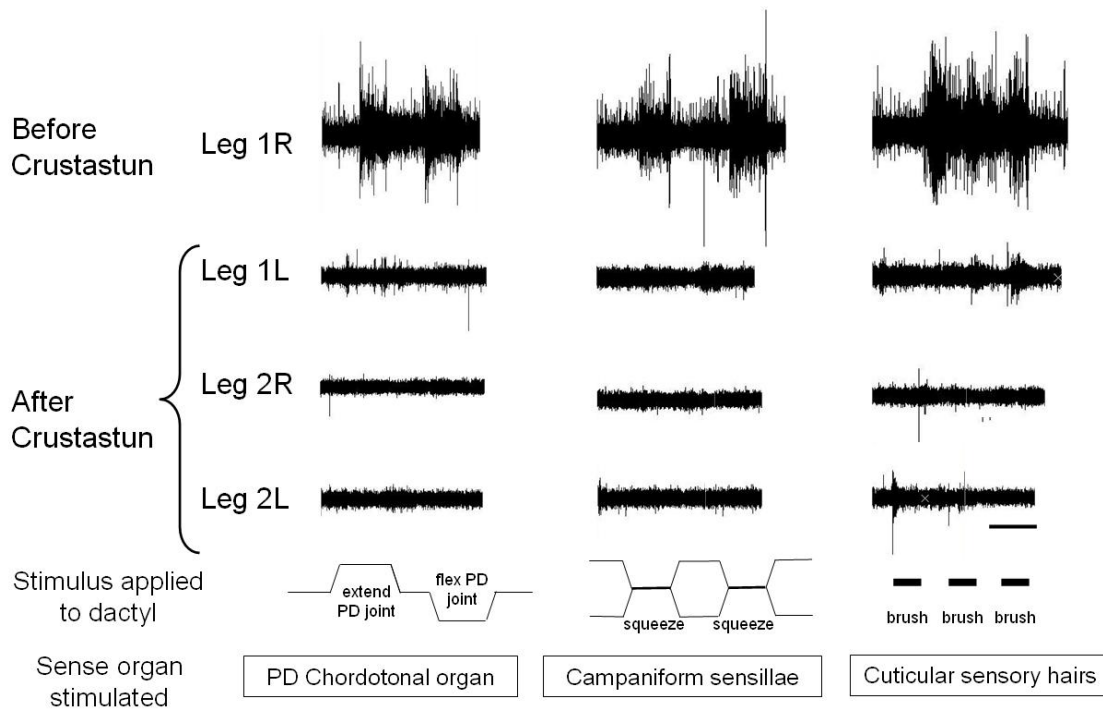 Before
Crustastun
Leg 1R
Leg 1L
After
Crustastun
Leg 2R
Leg 2L
Stimulus applied
to dactyl
extend
PD joint
flex PD
joint
squeeze
squeeze
brush
brush
brush
Sense organ
stimulated
PD Chordotonal organ
Campaniform sensillae
Cuticular sensory hairs